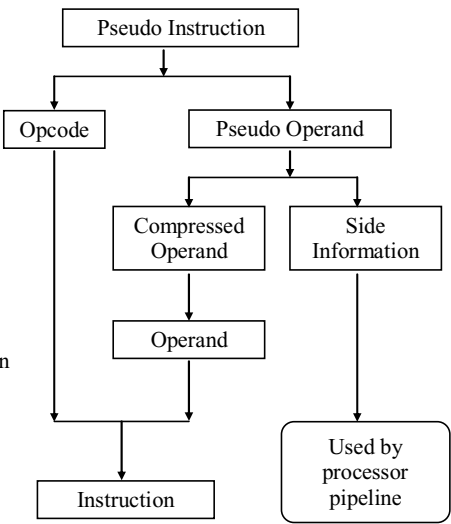 Pseudo Instruction
Opcode
Pseudo Operand
Compressed
Operand
Side
Information
Operand
n
Used by
processor
pipeline
Instruction